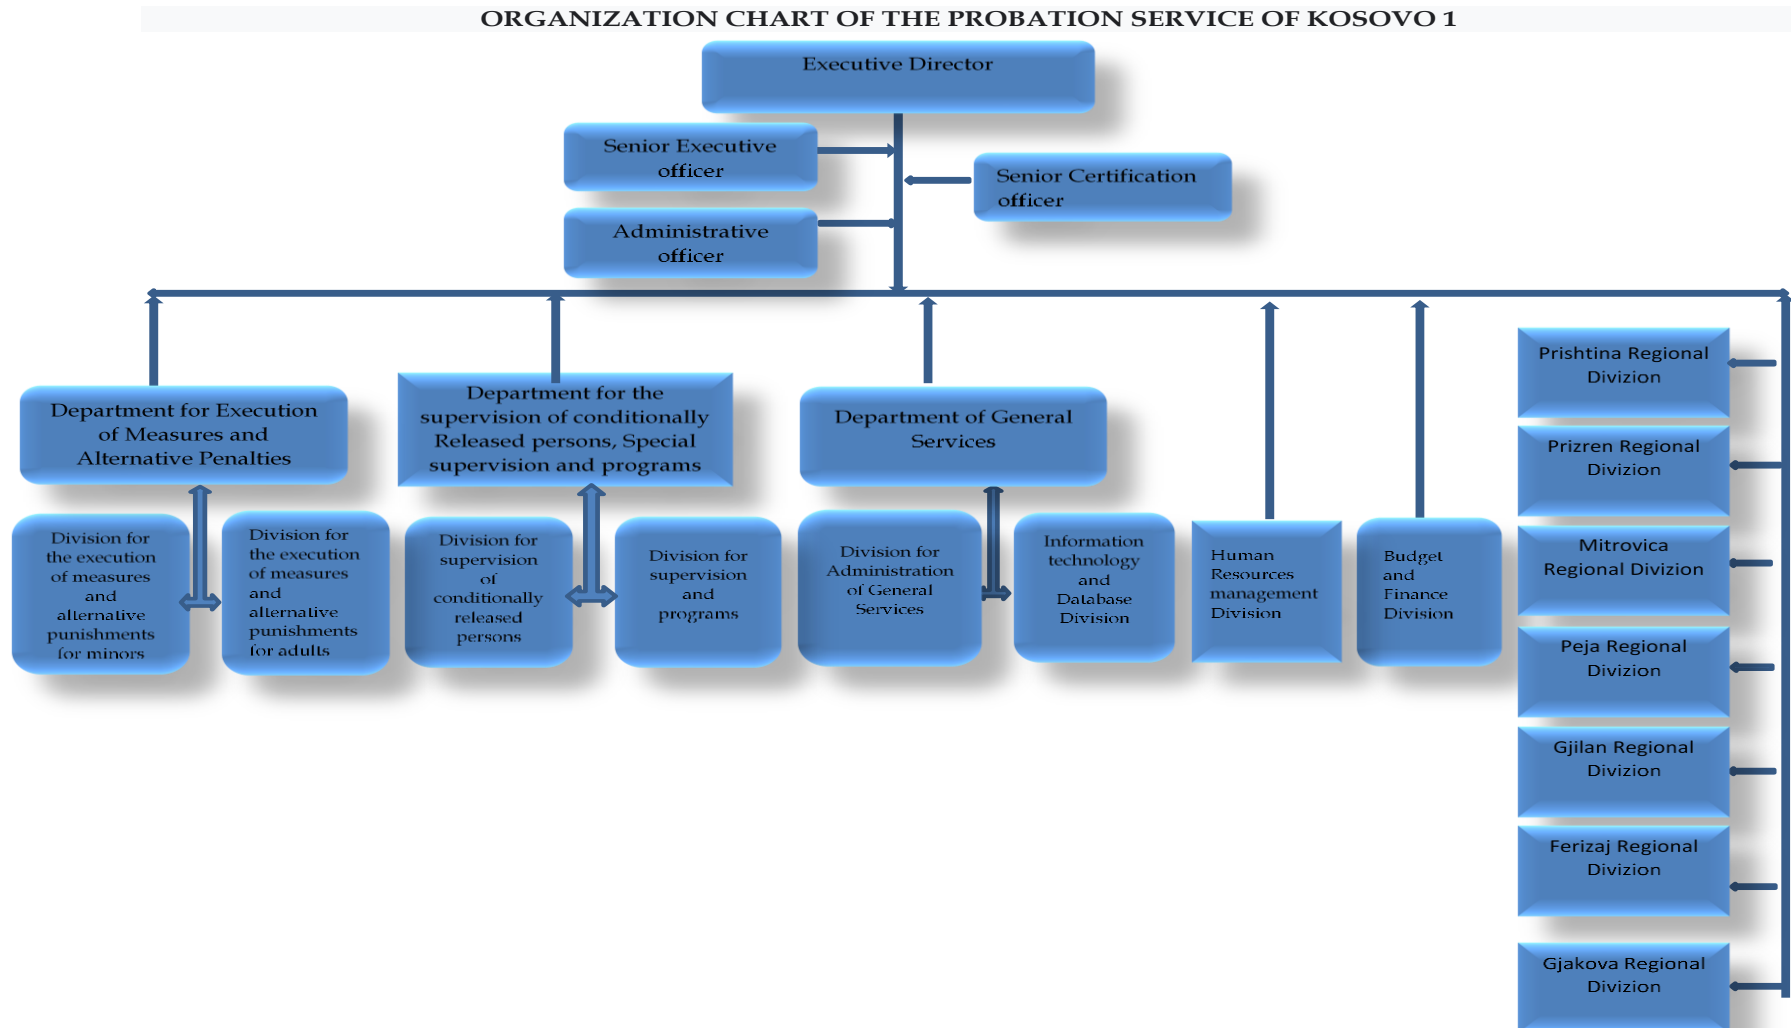 ORGANIZATION CHART OF THE PROBATION SERVICE OF KOSOVO 1
Executive Director
Senior Executive
officer
Senior Certification
officer
Administrative
officer
Department for Execution
of Measures and
Alternative Penalties
Department for the
supervision of conditionally
Released persons, Special
supervision and programs
Department of General
Services
Division for
the execution
of measures
and
alternative
punishments
for minors
Division for
the execution
of measures
and
alternative
punishments
for adults
Division for
supervision
of
conditionally
released
persons
Division for
supervision
and
programs
Division for
Administration
of General
Services
Information
technology
and
Database
Division
Human
Resources
management
Division
Budget
and
Finance
Division
Prishtina Regional
Divizion
Prizren Regional
Divizion
Mitrovica
Regional Divizion
Peja Regional
Divizion
Gjilan Regional
Divizion
Ferizaj Regional
Divizion
Gjakova Regional
Divizion